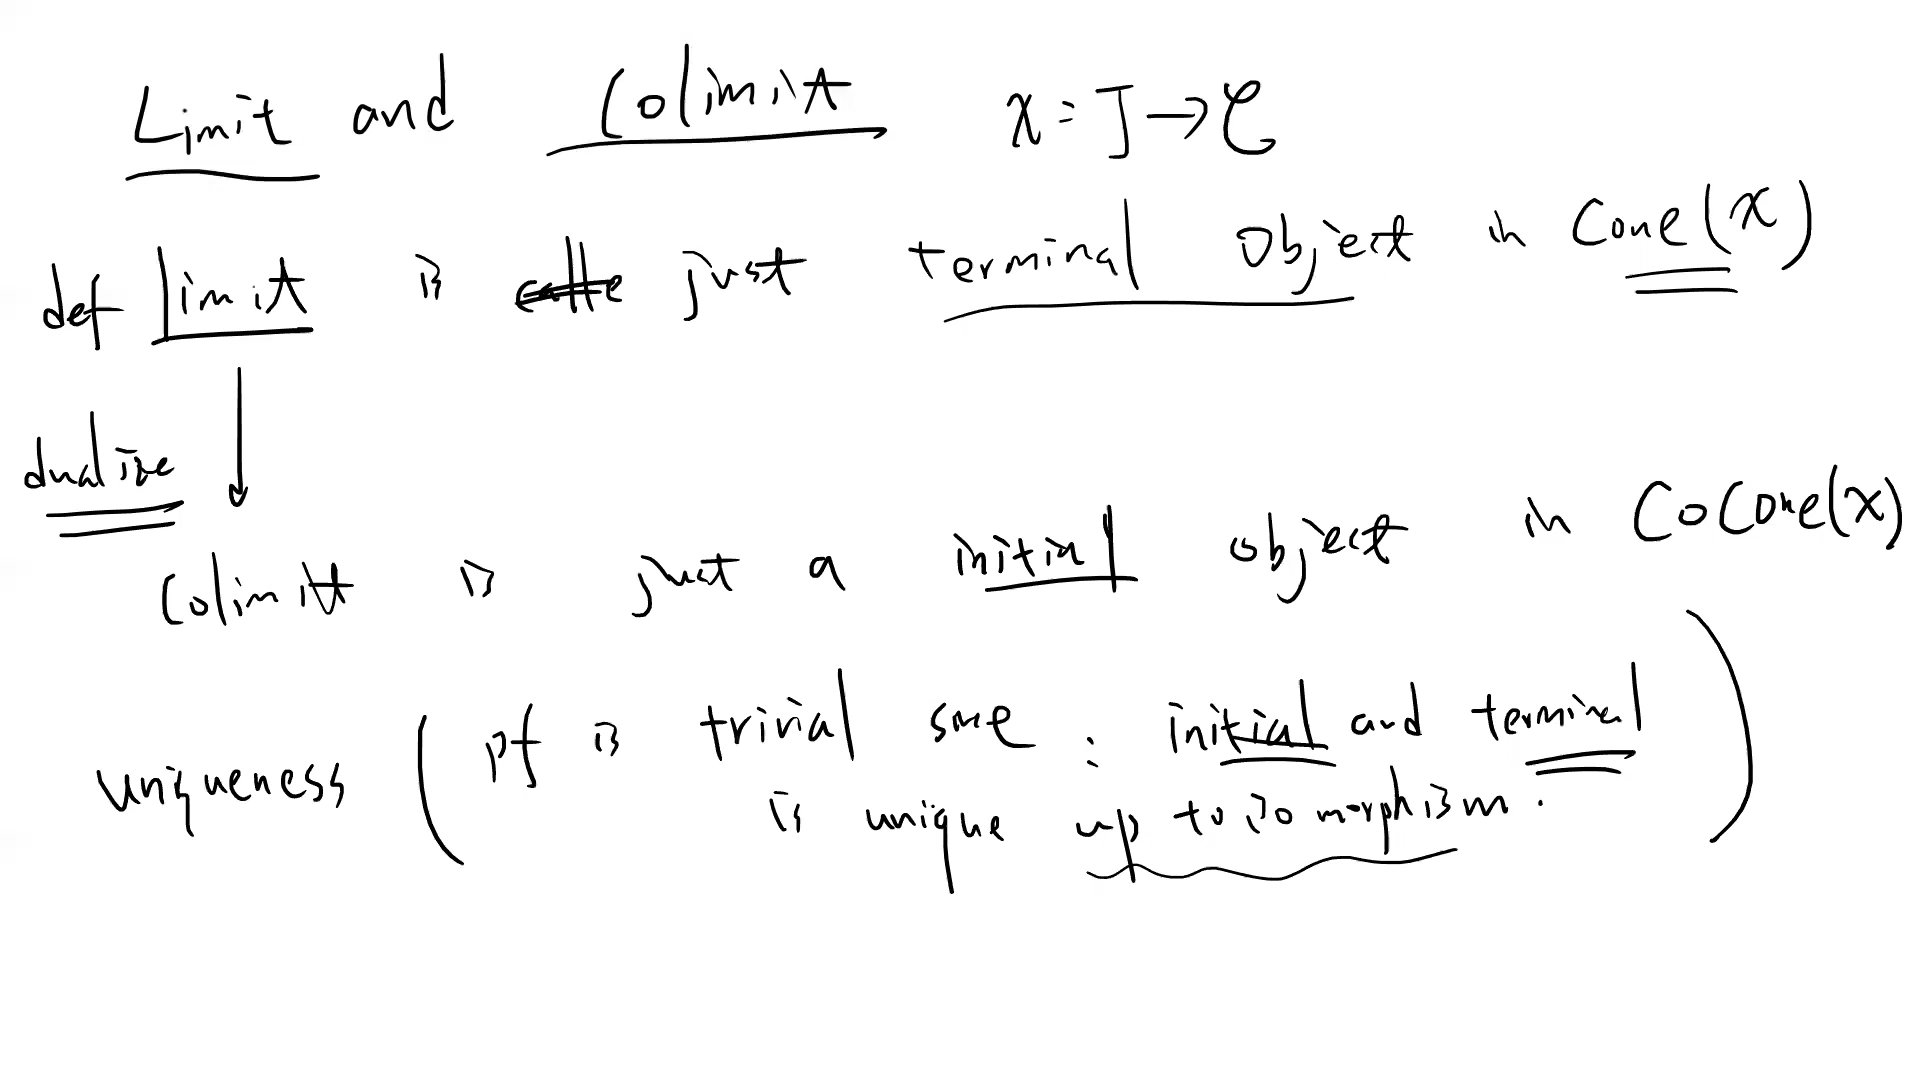 Limit and Colimit X : J → C
def limit is just terminal object in Cone(X)
dualize
Colimit is just a initial object in CoCone(X)
uniqueness ( pf is trivial : initial and terminal
is unique up to isomorphism. )